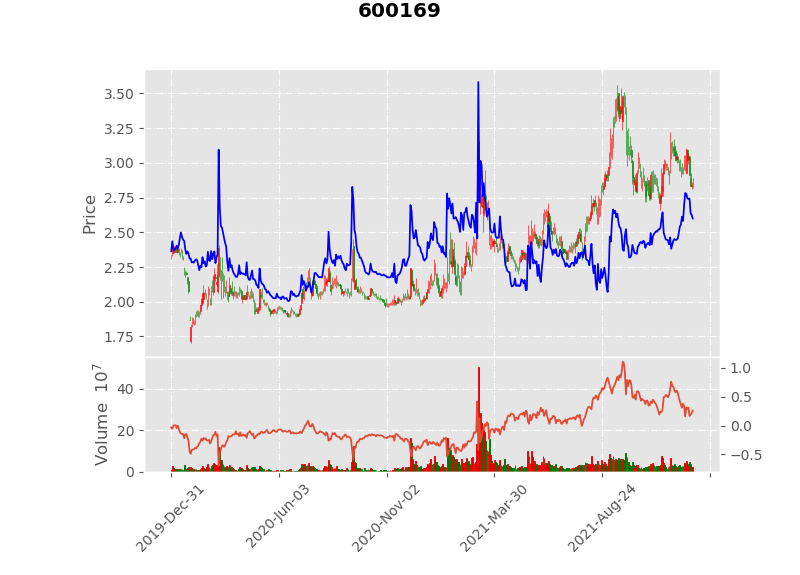 600169
3.50
3.25
3.00
2.75
2.50
2.25
2.00
1.75
Price
40
20
0
Volume 10^7
1.0
0.5
0.0
−0.5
2019-Dec-31
2020-Jun-03
2020-Nov-02
2021-Mar-30
2021-Aug-24